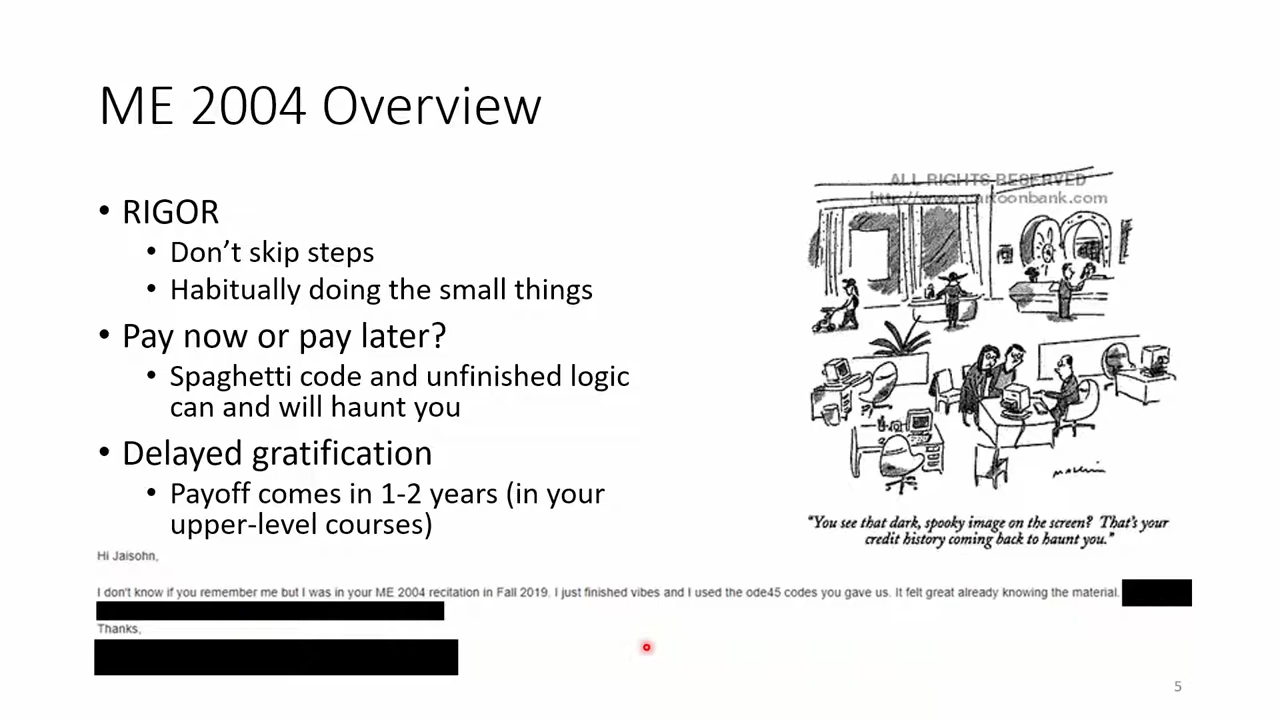 ME 2004 Overview
• RIGOR
• Don’t skip steps
• Habitually doing the small things
• Pay now or pay later?
• Spaghetti code and unfinished logic
can and will haunt you
• Delayed gratification
• Payoff comes in 1-2 years (in your
upper-level courses)
ALL RIGHTS RESERVED
http://www.cartoonbank.com
“You see that dark, spooky image on the screen? That’s your
credit history coming back to haunt you.”
Hi Jaisohn,
I don't know if you remember me but I was in your ME 2004 recitation in Fall 2019. I just finished vibes and I used the ode45 codes you gave us. It felt great already knowing the material.
Thanks,
5